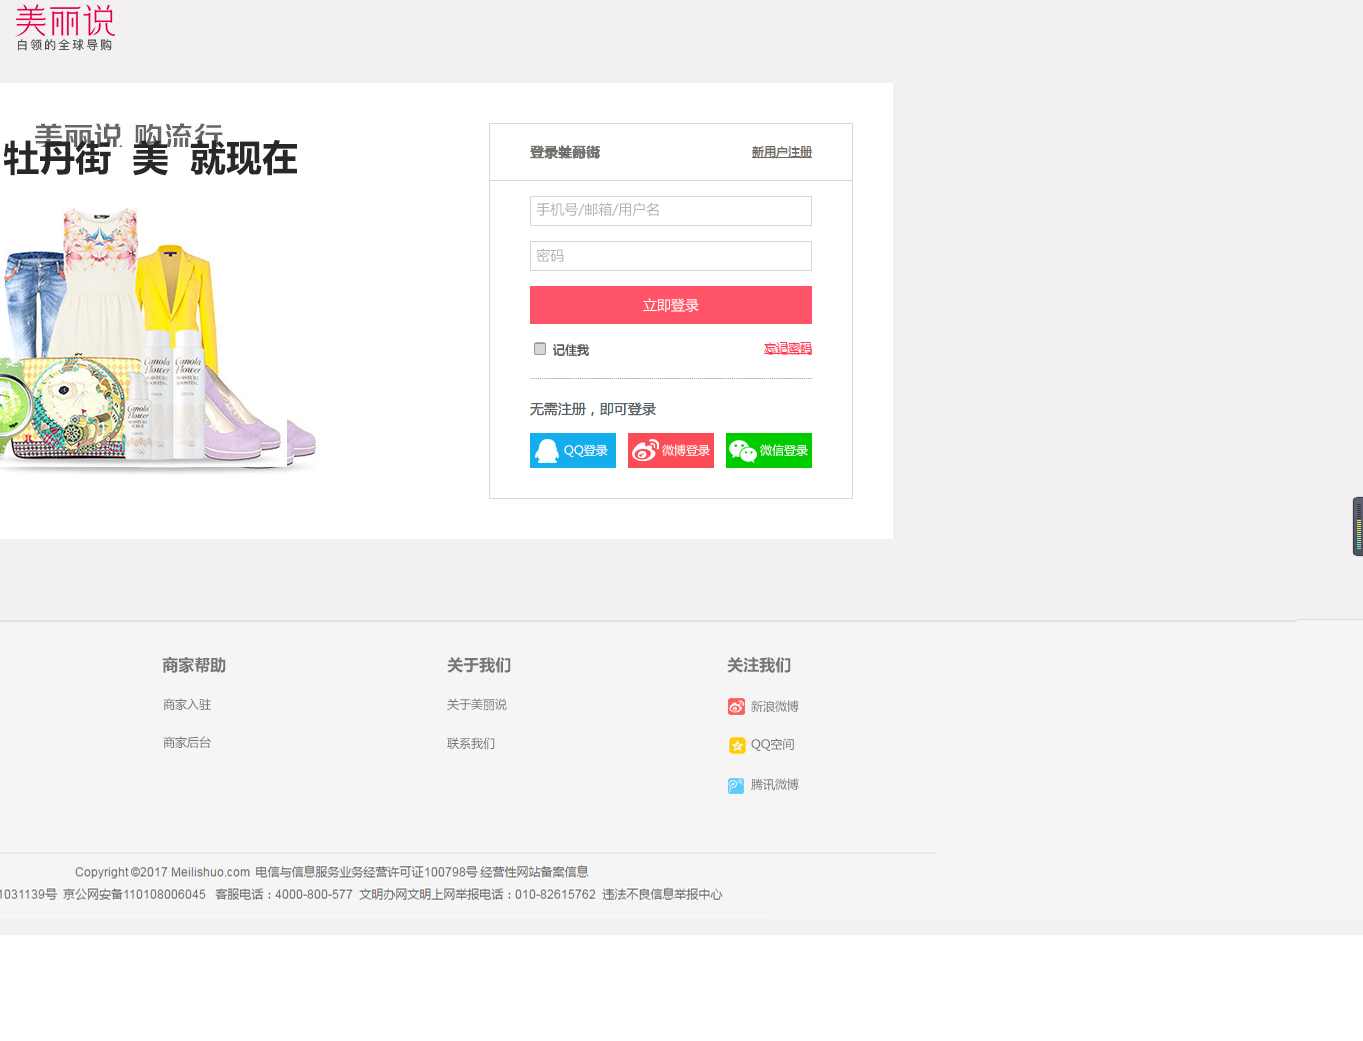 美丽说
白领的全球导购
美丽说 购流行
牡丹街 美 就现在
新用户注册
手机号/邮箱/用户名
密码
立即登录
记住我 忘记密码
无需注册，即可登录
QQ登录 微博登录 微信登录
商家帮助 关于我们 关注我们
商家入驻 关于美丽说 新浪微博
商家后台 联系我们 QQ空间
腾讯微博
Copyright ©2017 Meilishuo.com 电信与信息服务业务经营许可证100798号 经营性网站备案信息
1031139号 京公网安备110108006045 客服电话：4000-800-577 文明办网文明上网举报电话：010-82615762 违法不良信息举报中心